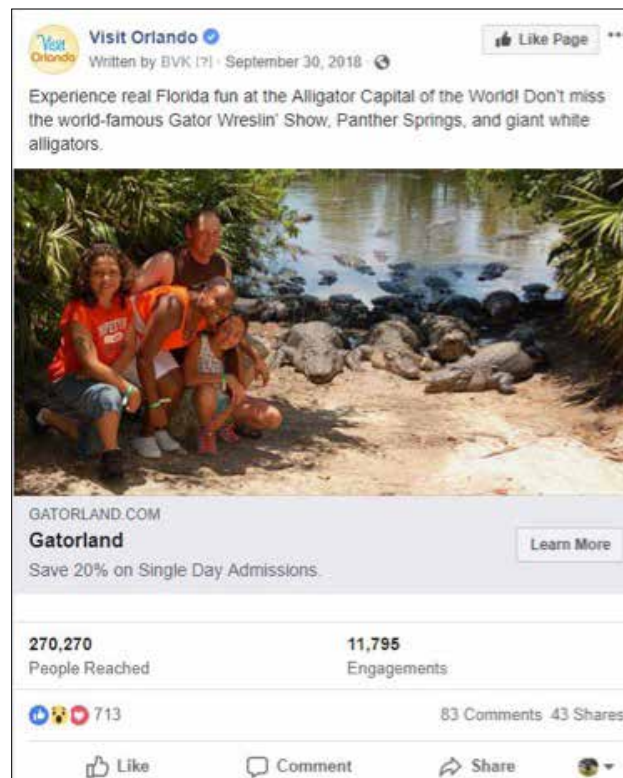 Visit Orlando
Visit Orlando
Like Page
Written by BVK [?] · September 30, 2018
Experience real Florida fun at the Alligator Capital of the World! Don't miss
the world-famous Gator Wreslin' Show, Panther Springs, and giant white
alligators.
GATORLAND.COM
Gatorland
Save 20% on Single Day Admissions.
Learn More
270,270
People Reached
11,795
Engagements
713
83 Comments 43 Shares
Like
Comment
Share